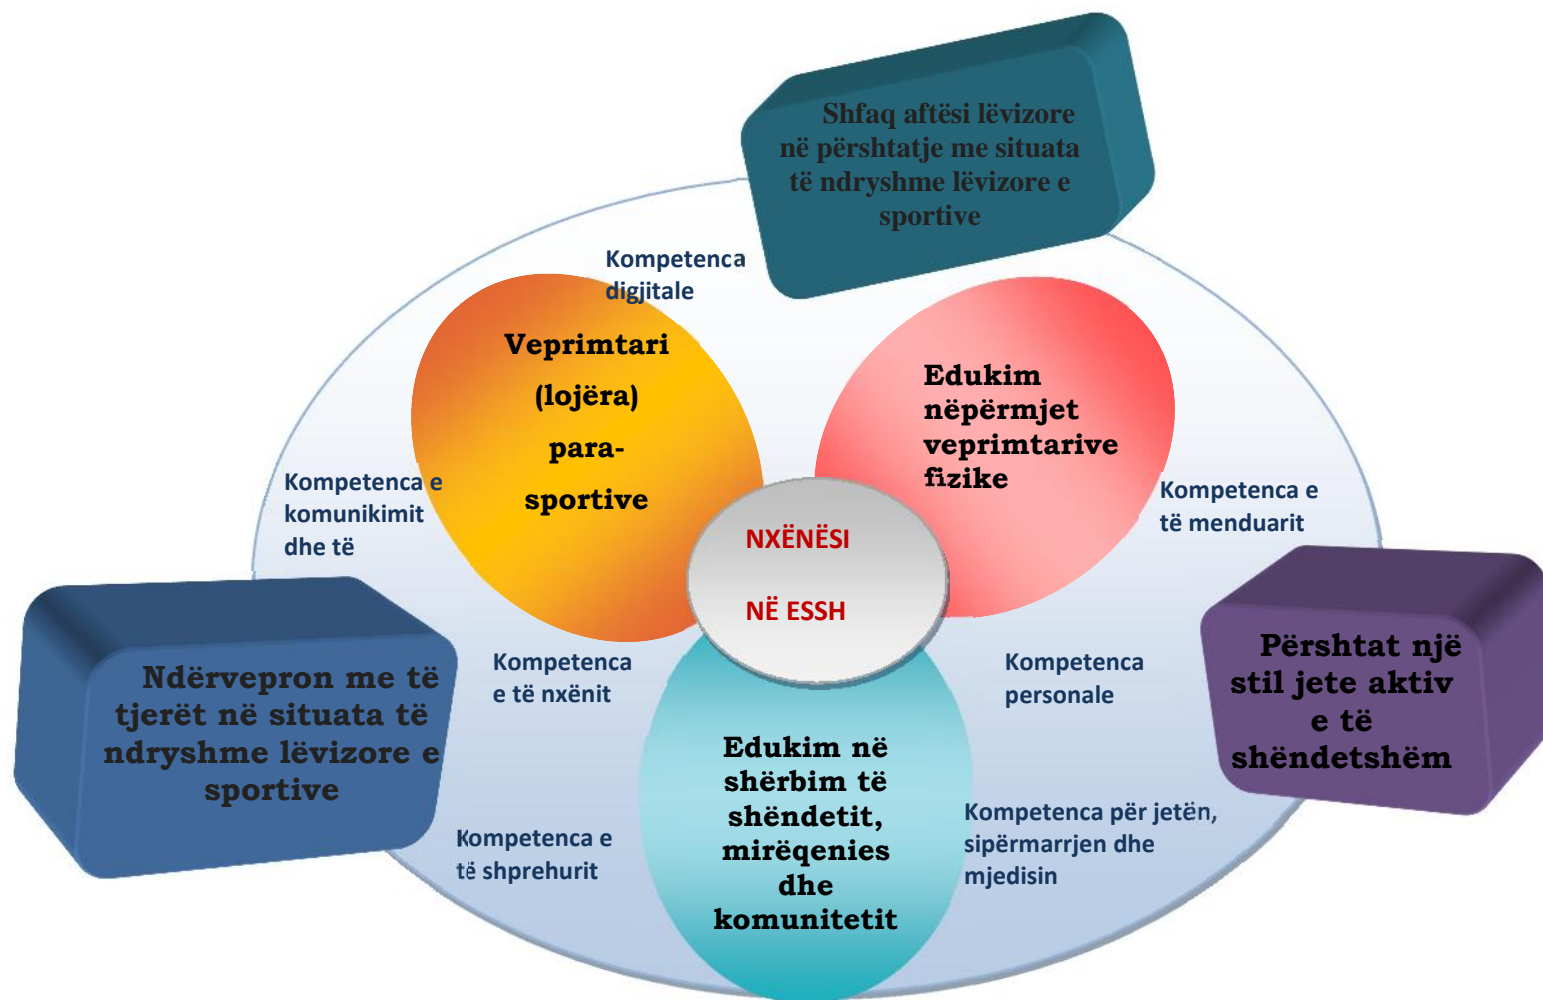 Shfaq aftësi lëvizore
në përshtatje me situata
të ndryshme lëvizore e
sportive
Kompetenca
digjitale
Veprimtari
(lojëra)
para-
sportive
Edukim
nëpërmjet
veprimtarive
fizike
Kompetenca e
komunikimit
dhe të
Kompetenca e
të menduarit
NXËNËSI
NË ESSH
Ndërvepron me të
tjerët në situata të
ndryshme lëvizore e
sportive
Kompetenca
e të nxënit
Kompetenca
personale
Përshtat një
stil jete aktiv
e të
shëndetshëm
Edukim në
shërbim të
shëndetit,
mirëqenies
dhe
komunitetit
Kompetenca e
të shprehurit
Kompetenca për jetën,
sipërmarrjen dhe
mjedisin